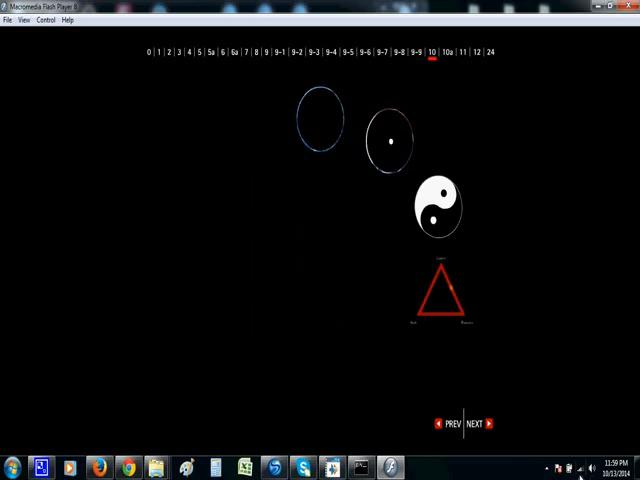 Macromedia Flash Player 8
File View Control Help
0 | 1 | 2 | 3 | 4 | 5 | 5a | 6 | 6a | 7 | 8 | 9 | 9-1 | 9-2 | 9-3 | 9-4 | 9-5 | 9-6 | 9-7 | 9-8 | 9-9 | 10 | 10a | 11 | 12 | 24
PREV NEXT
11:59 PM
10/13/2014